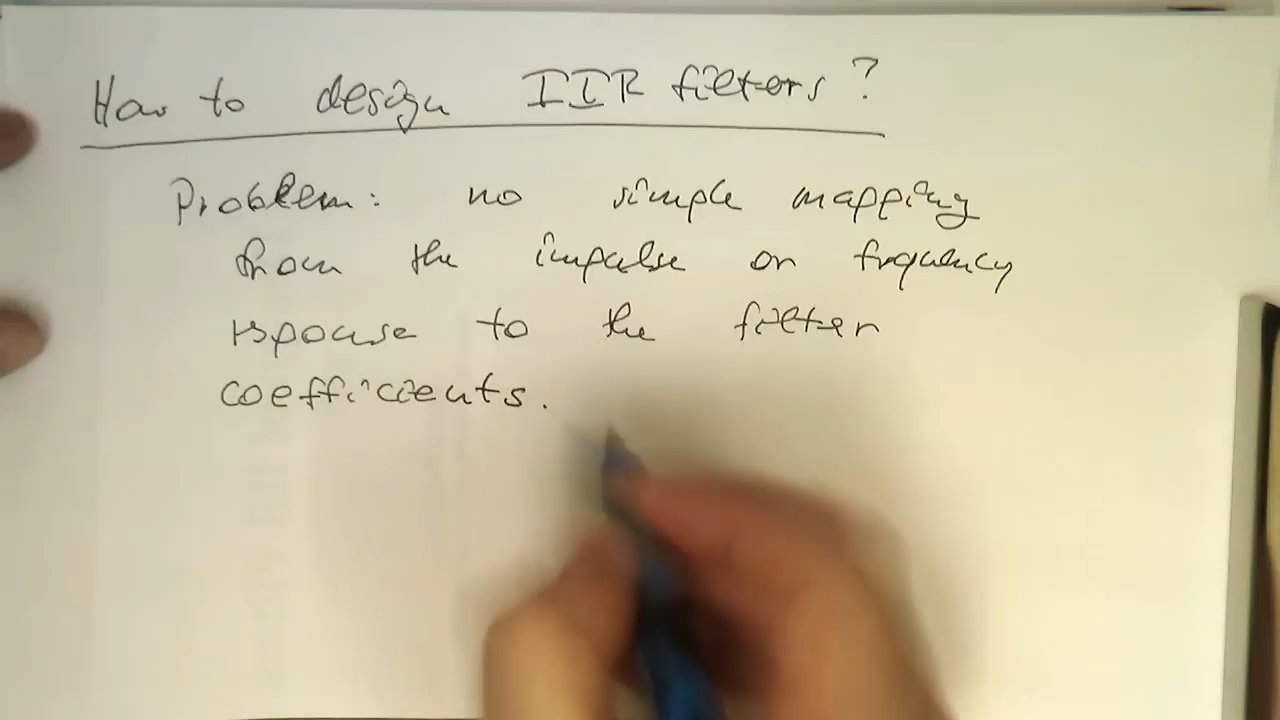 How to design IIR filters?
Problem: no simple mapping
from the impulse or frequency
response to the filter
coefficients.